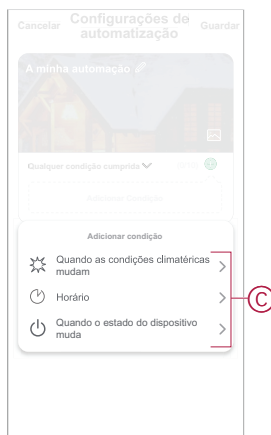 Cancelar
Configurações de
automatização
Guardar
A minha automação
Qualquer condição cumprida
Adicionar Condição
Adicionar condição
Quando as condições climatéricas
mudam
Horário
Quando o estado do dispositivo
muda
C